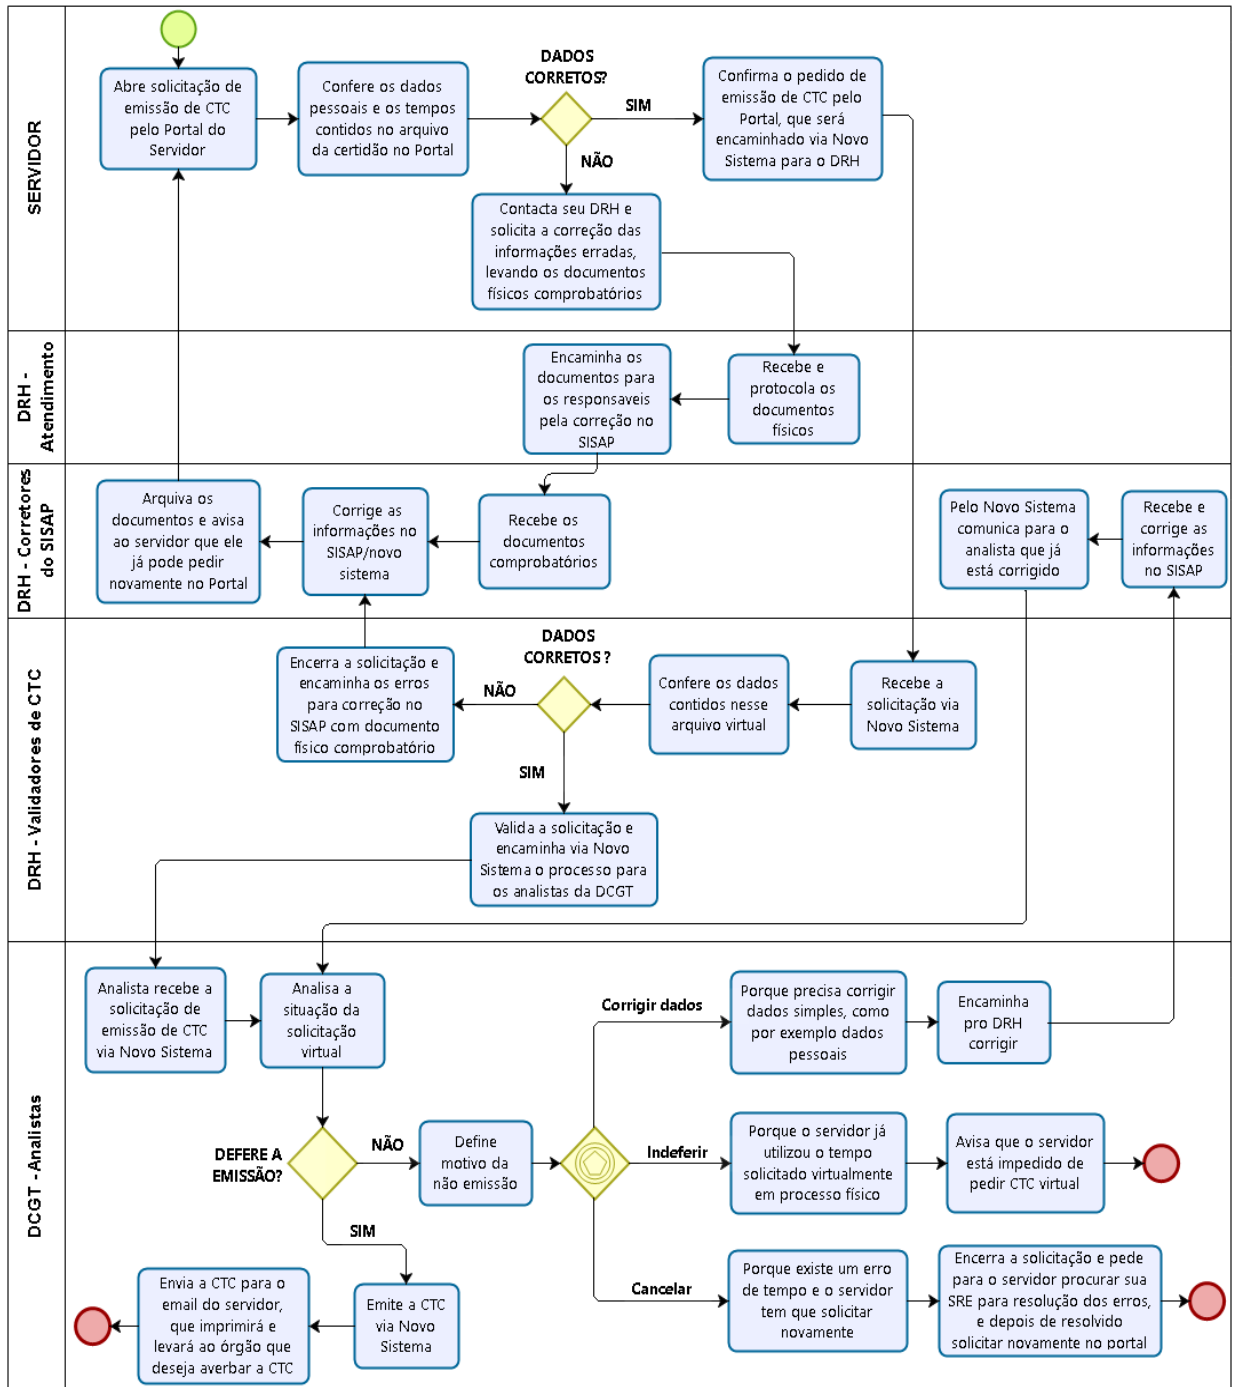 SERVIDOR
Abre solicitação de
emissão de CTC
pelo Portal do
Servidor
Confere os dados
pessoais e os tempos
contidos no arquivo
da certidão no Portal
DADOS
CORRETOS?
SIM
NÃO
Confirma o pedido de
emissão de CTC pelo
Portal, que será
encaminhado via Novo
Sistema para o DRH
Contacta seu DRH e
solicita a correção das
informações erradas,
levando os documentos
físicos comprobatórios
DRH -
Atendimento
Encaminha os
documentos para
os responsaveis
pela correção no
SISAP
Recebe e
protocola os
documentos
físicos
DRH - Corretores
do SISAP
Arquiva os
documentos e avisa
ao servidor que ele
já pode pedir
novamente no Portal
Corrige as
informações no
SISAP/novo
sistema
Recebe os
documentos
comprobatórios
Pelo Novo Sistema
comunica para o
analista que já
está corrigido
Recebe e
corrige as
informações
no SISAP
DRH - Validadores de CTC
Encerra a solicitação e
encaminha os erros
para correção no
SISAP com documento
físico comprobatório
NÃO
DADOS
CORRETOS ?
SIM
Confere os dados
contidos nesse
arquivo virtual
Recebe a
solicitação via
Novo Sistema
Valida a solicitação e
encaminha via Novo
Sistema o processo para
os analistas da DCGT
DCGT - Analistas
Analista recebe a
solicitação de
emissão de CTC
via Novo Sistema
Analisa a
situação da
solicitação
virtual
DEFERE A
EMISSÃO?
NÃO
SIM
Define
motivo da
não emissão
Corrigir dados
Porque precisa corrigir
dados simples, como
por exemplo dados
pessoais
Encaminha
pro DRH
corrigir
Indeferir
Porque o servidor já
utilizou o tempo
solicitado virtualmente
em processo físico
Avisa que o servidor
está impedido de
pedir CTC virtual
Cancelar
Porque existe um erro
de tempo e o servidor
tem que solicitar
novamente
Encerra a solicitação e pede
para o servidor procurar sua
SRE para resolução dos erros,
e depois de resolvido
solicitar novamente no portal
Envia a CTC para o
email do servidor,
que imprimirá e
levará ao órgão que
deseja averbar a CTC
Emite a CTC
via Novo
Sistema